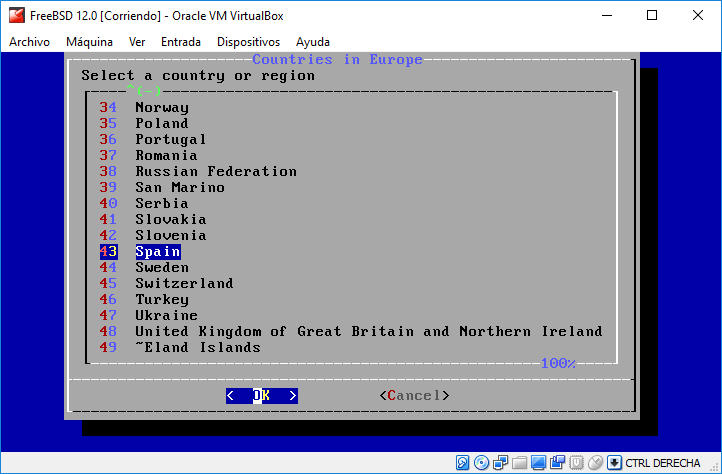 FreeBSD 12.0 [Corriendo] - Oracle VM VirtualBox
Archivo Máquina Ver Entrada Dispositivos Ayuda
Countries in Europe
Select a country or region
^(-)
34 Norway
35 Poland
36 Portugal
37 Romania
38 Russian Federation
39 San Marino
40 Serbia
41 Slovakia
42 Slovenia
43 Spain
44 Sweden
45 Switzerland
46 Turkey
47 Ukraine
48 United Kingdom of Great Britain and Northern Ireland
49 ~Eland Islands
100%
< OK > <Cancel>
CTRL DERECHA